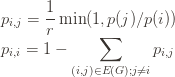 p_{i,j} = \frac{1}{r} \min(1, p(j)/p(i))
p_{i,i} = 1 - \sum_{(i,j) \in E(G); j \neq i} p_{i,j}